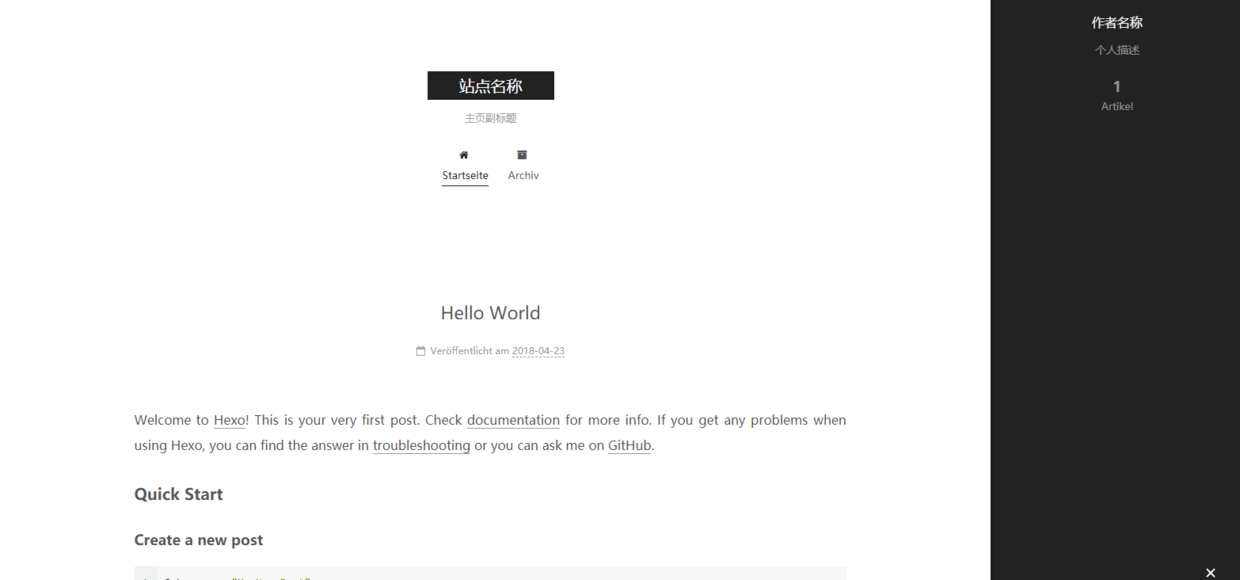 站点名称
主页副标题
Startseite Archiv
Hello World
Veröffentlicht am 2018-04-23
Welcome to Hexo! This is your very first post. Check documentation for more info. If you get any problems when
using Hexo, you can find the answer in troubleshooting or you can ask me on GitHub.
Quick Start
Create a new post
作者名称
个人描述
1
Artikel